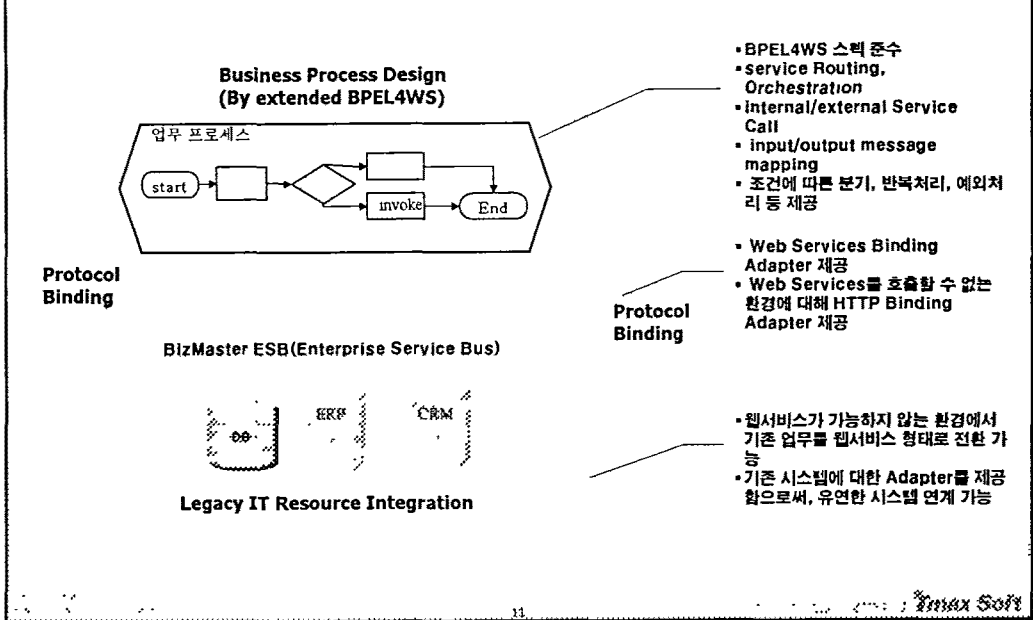 Business Process Design
(By extended BPEL4WS)
업무 프로세스
start
invoke
End
Protocol
Binding
BizMaster ESB(Enterprise Service Bus)
DB
ERP
CRM
Legacy IT Resource Integration
▪ BPEL4WS 스펙 준수
▪ service Routing,
Orchestration
▪ Internal/external Service
Call
▪ input/output message
mapping
▪ 조건에 따른 분기, 반복처리, 예외처
리 등 제공
▪ Web Services Binding
Adapter 제공
▪ Web Services를 호출할 수 없는
환경에 대해 HTTP Binding
Adapter 제공
Protocol
Binding
▪ 웹서비스가 가능하지 않는 환경에서
기존 업무를 웹서비스 형태로 전환 가
능
▪ 기존 시스템에 대한 Adapter를 제공
함으로써, 유연한 시스템 연계 가능
11
Tmax Soft